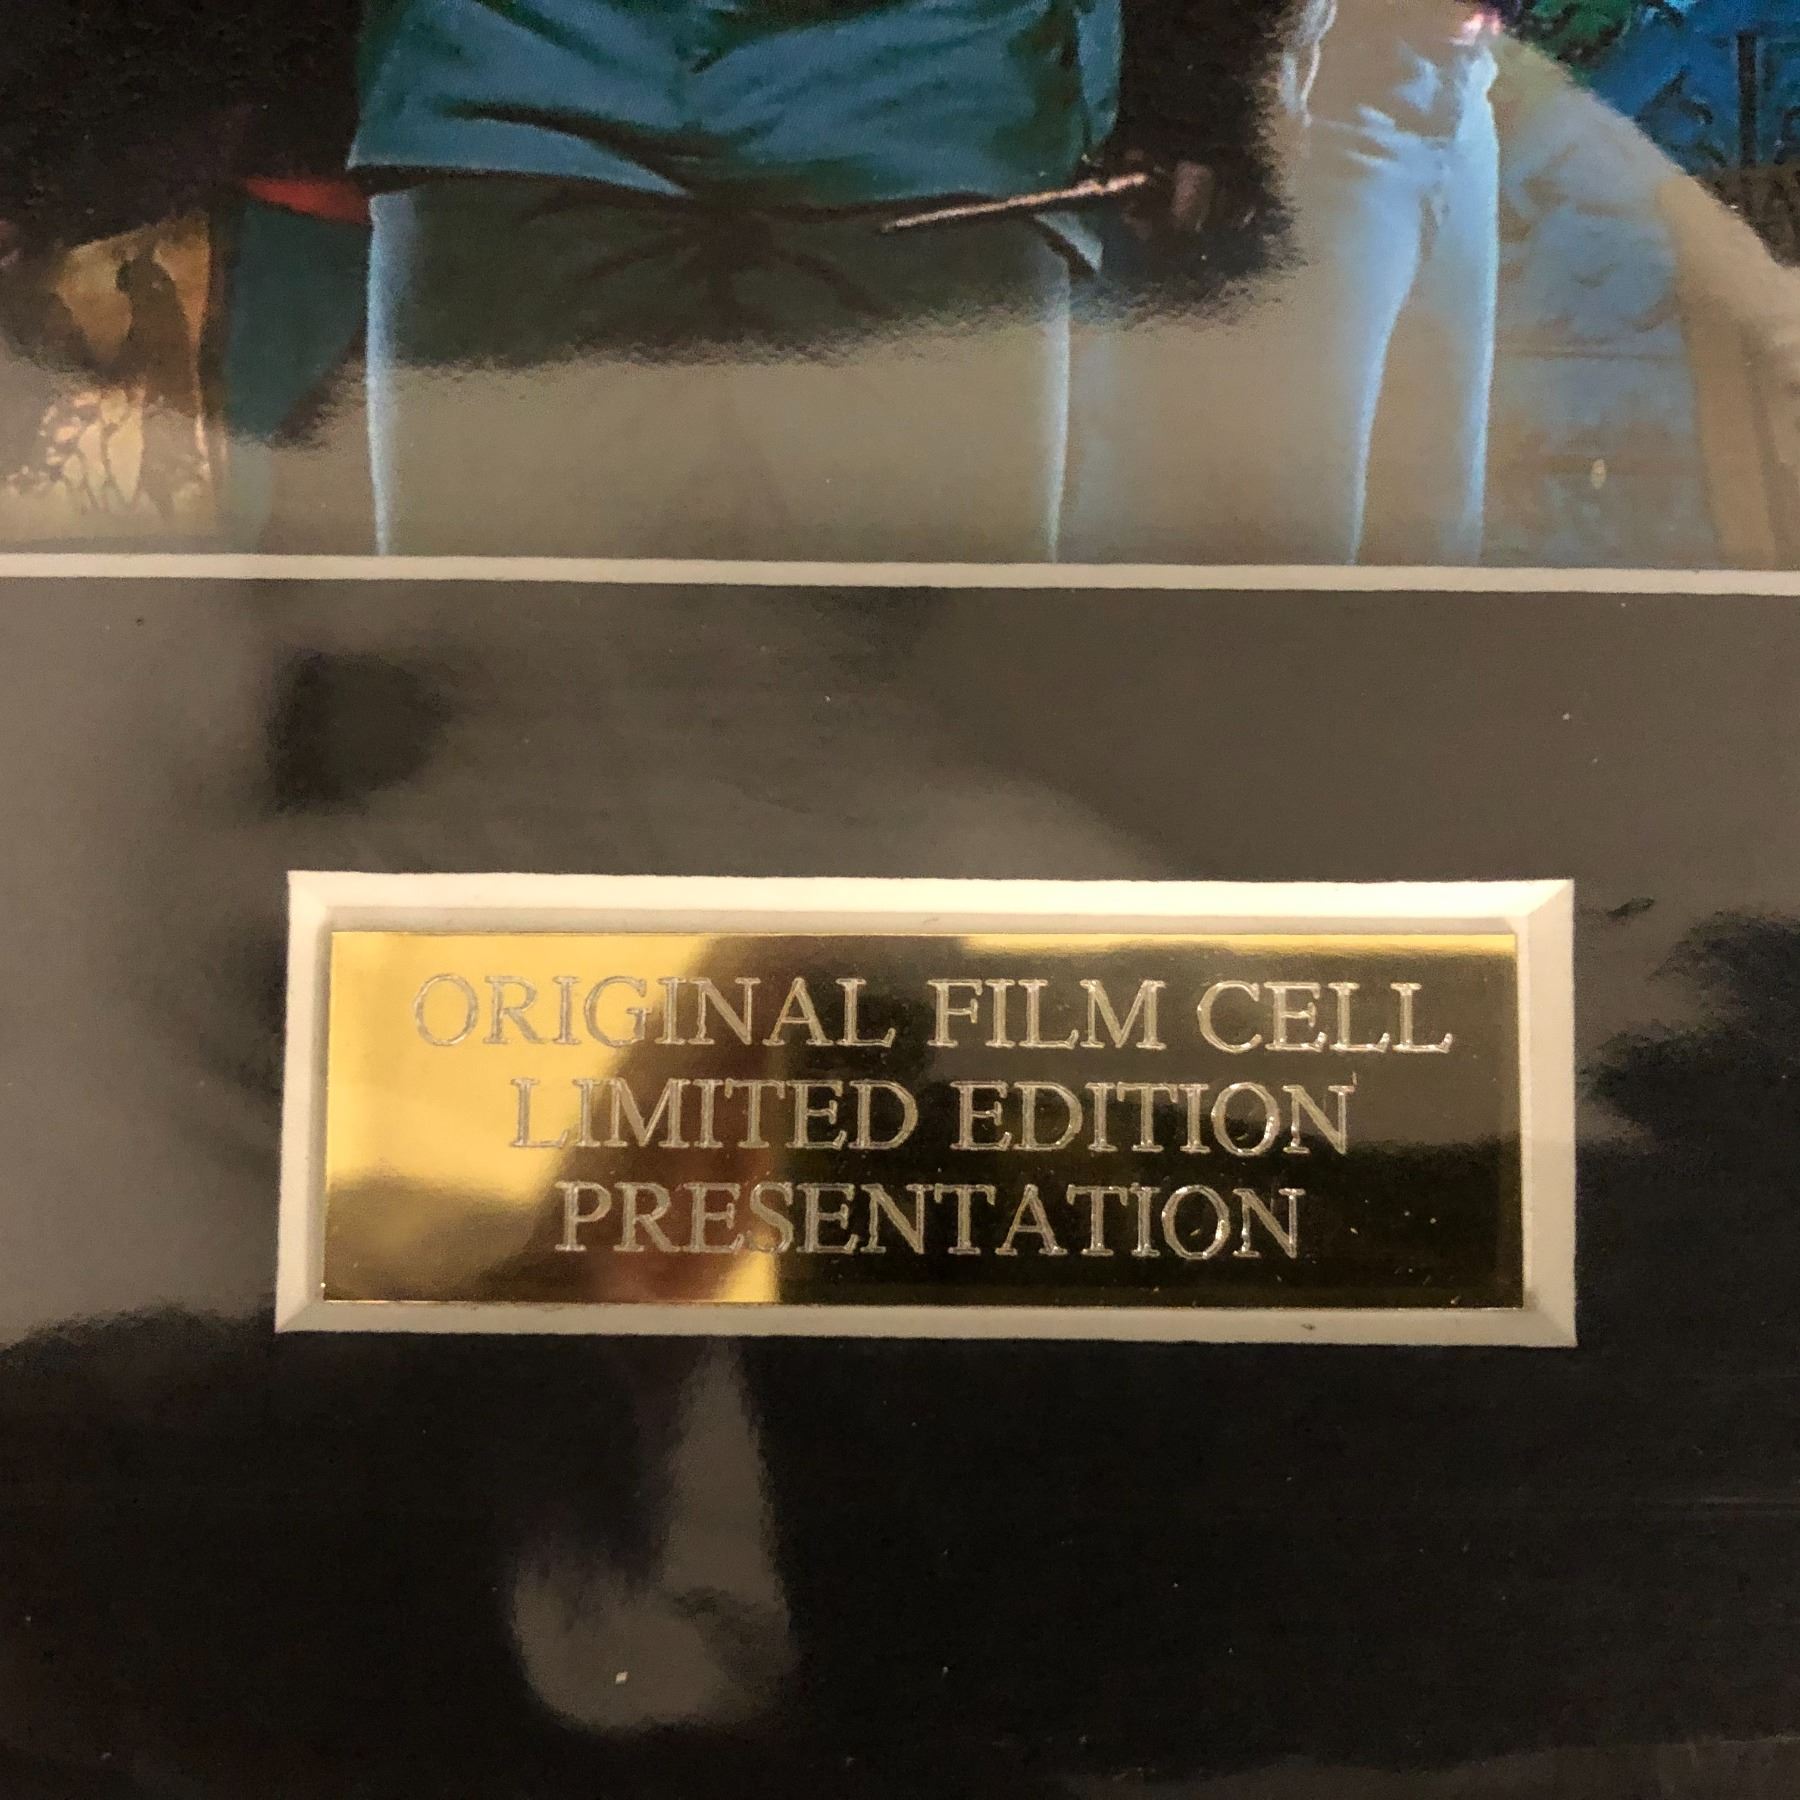 ORIGINAL FILM CELL
LIMITED EDITION
PRESENTATION